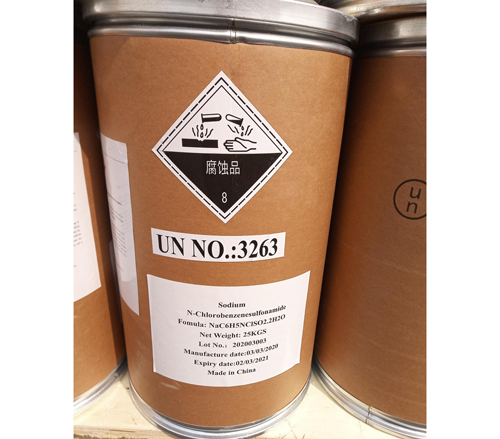 腐蚀品
8
UN NO.:3263
Sodium
N-Chlorobenzenesulfonamide
Fomula: NaC6H5NClSO2.2H2O
Net Weight: 25KGS
Lot No.: 202003003
Manufacture date:03/03/2020
Expiry date:02/03/2021
Made in China
u
n